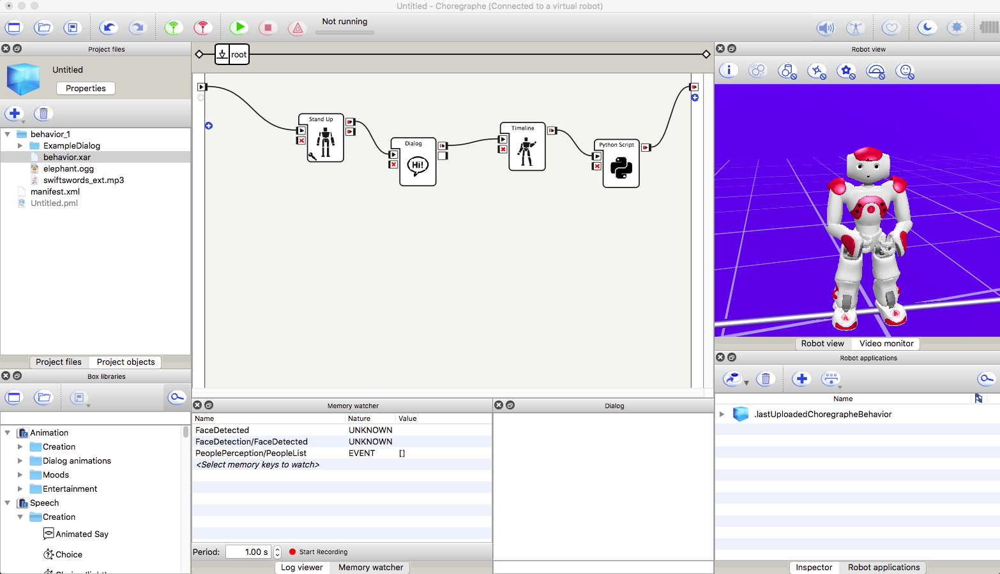 Untitled - Choregraphe (Connected to a virtual robot)
Not running
Project files
Untitled
Properties
behavior_1
ExampleDialog
behavior.xar
elephant.ogg
swiftswords_ext.mp3
manifest.xml
Untitled.pml
Project files Project objects
Box libraries
Animation
Creation
Dialog animations
Moods
Entertainment
Speech
Creation
Animated Say
Choice
root
Stand Up
Dialog
Hi!
Timeline
Python Script
Memory watcher
Name Nature Value
FaceDetected UNKNOWN
FaceDetection/FaceDetected UNKNOWN
PeoplePerception/PeopleList EVENT []
<Select memory keys to watch>
Period: 1.00 s Start Recording
Log viewer Memory watcher
Dialog
Robot view
Robot view Video monitor
Robot applications
Name
.lastUploadedChoregrapheBehavior
Inspector Robot applications